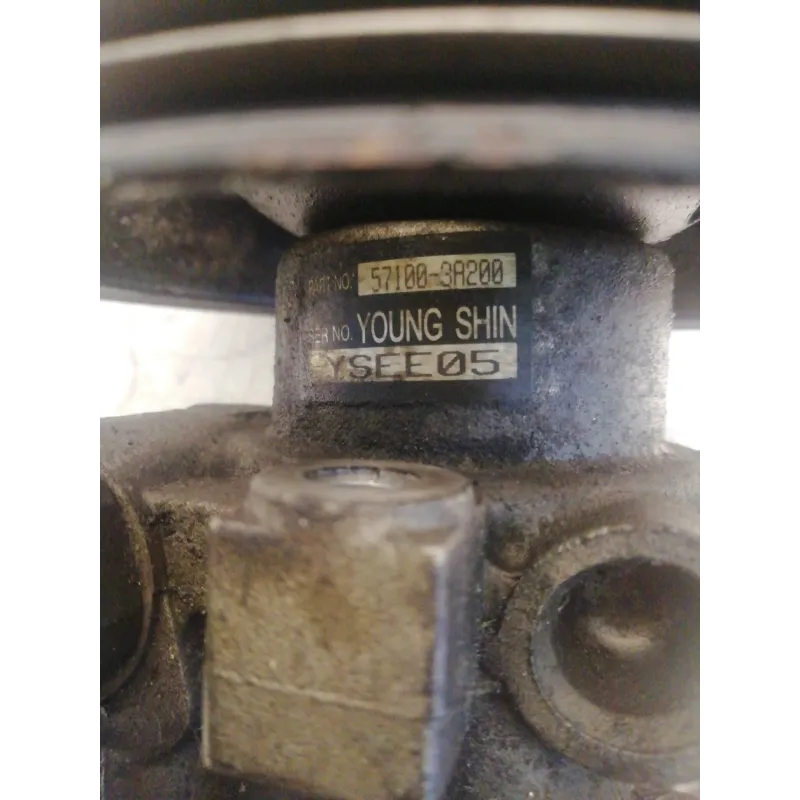 PART NO. 57100-3A200
SER NO. YOUNG SHIN
YSEE05